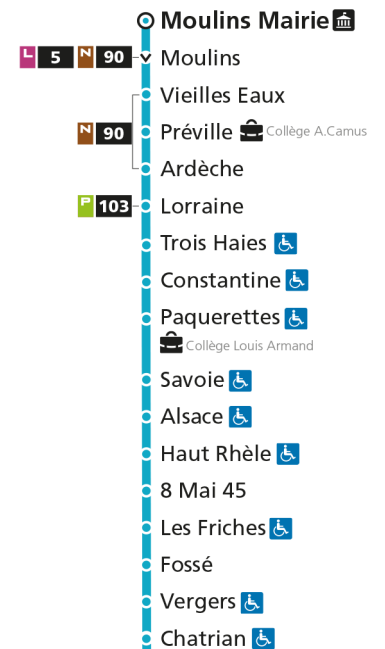 Moulins Mairie
L 5 N 90 Moulins
Vieilles Eaux
N 90 Préville Collège A.Camus
Ardèche
P 103 Lorraine
Trois Haies
Constantine
Paquerettes
Collège Louis Armand
Savoie
Alsace
Haut Rhèle
8 Mai 45
Les Friches
Fossé
Vergers
Chatrian